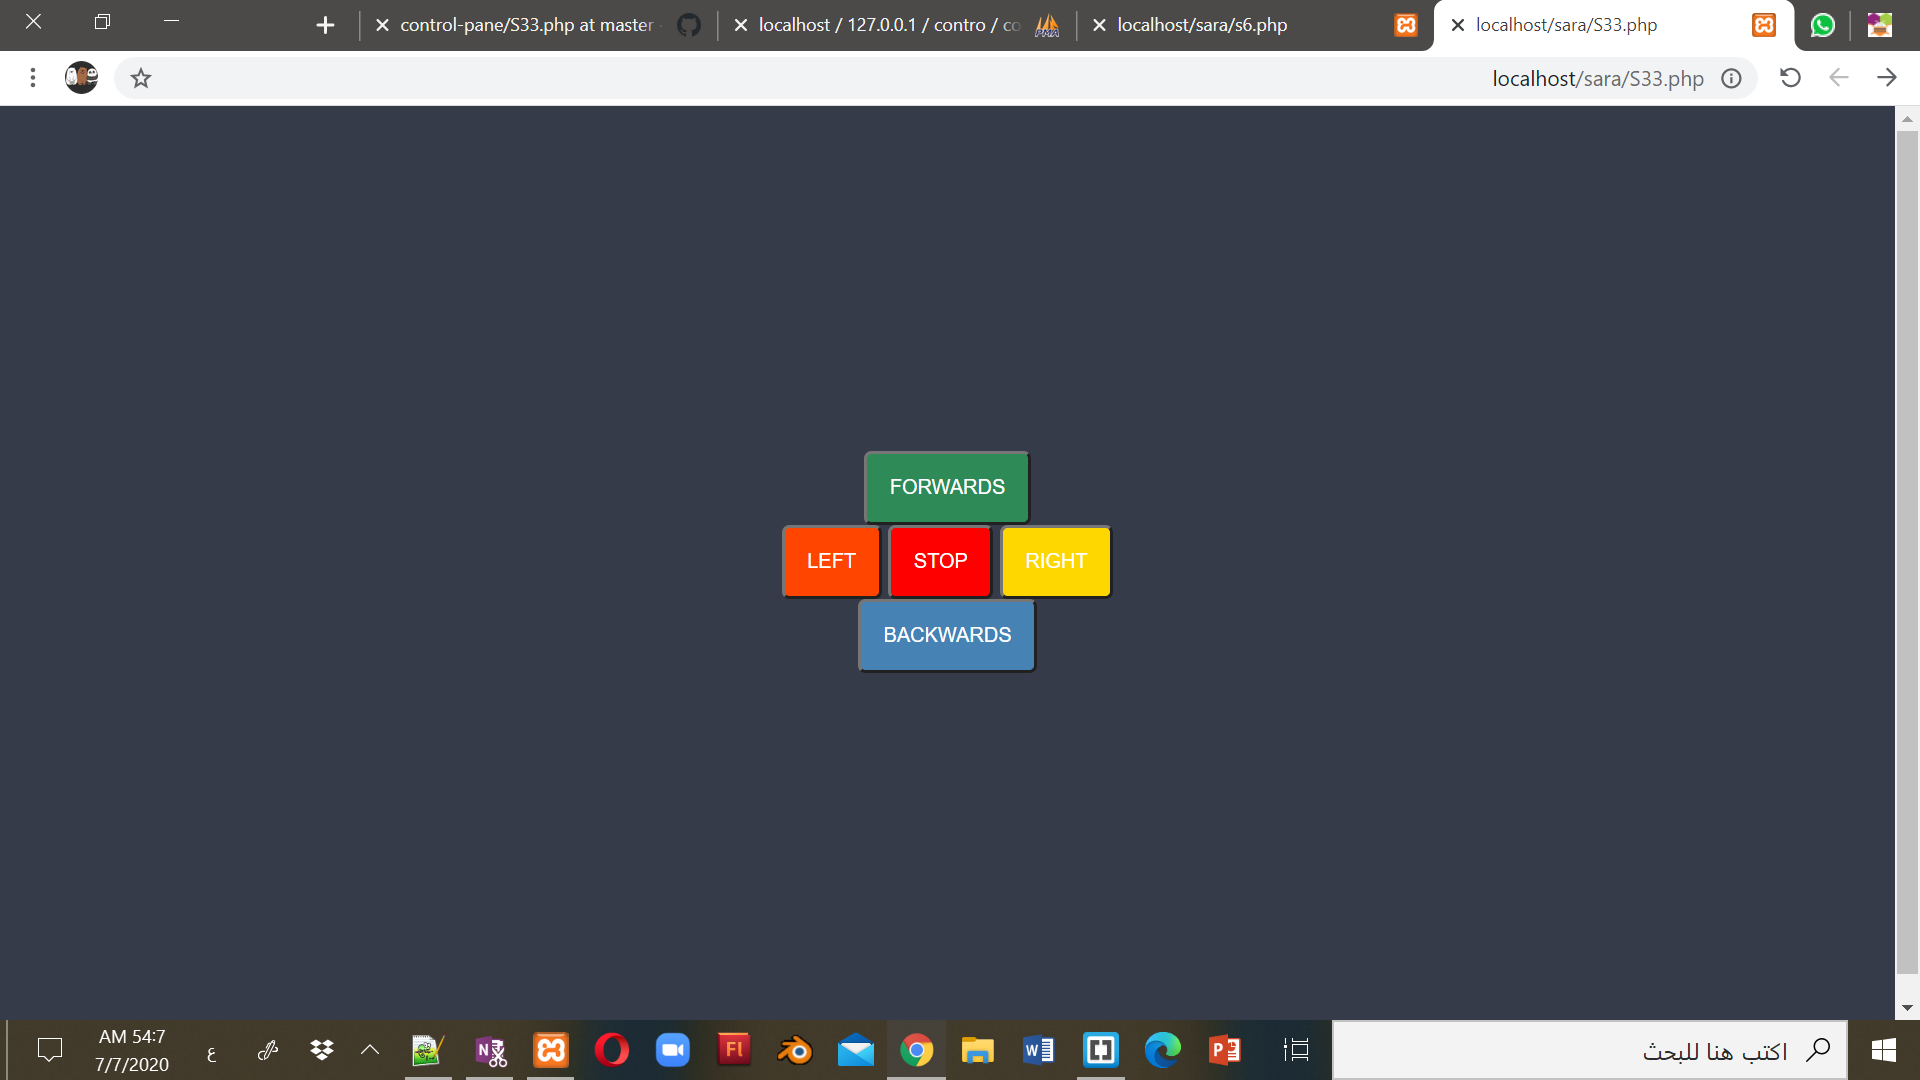 control-pane/S33.php at master
localhost / 127.0.0.1 / contro / co
localhost/sara/s6.php
localhost/sara/S33.php
localhost/sara/S33.php
FORWARDS
LEFT STOP RIGHT
BACKWARDS
AM 54:7
7/7/2020
ع
اكتب هنا للبحث